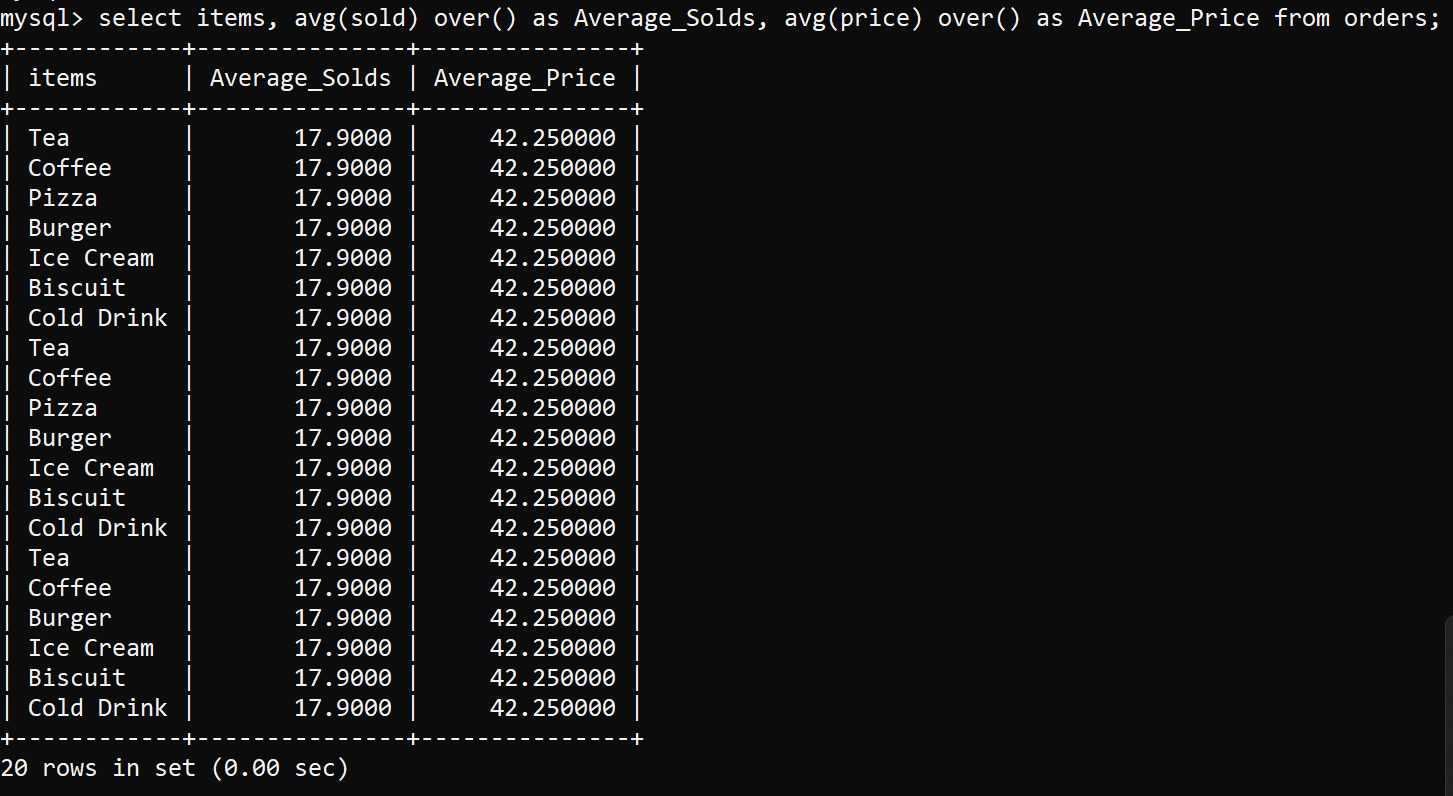 mysql> select items, avg(sold) over() as Average_Solds, avg(price) over() as Average_Price from orders;
+------------+---------------+---------------+
| items      | Average_Solds | Average_Price |
+------------+---------------+---------------+
| Tea        |       17.9000 |     42.250000 |
| Coffee     |       17.9000 |     42.250000 |
| Pizza      |       17.9000 |     42.250000 |
| Burger     |       17.9000 |     42.250000 |
| Ice Cream  |       17.9000 |     42.250000 |
| Biscuit    |       17.9000 |     42.250000 |
| Cold Drink |       17.9000 |     42.250000 |
| Tea        |       17.9000 |     42.250000 |
| Coffee     |       17.9000 |     42.250000 |
| Pizza      |       17.9000 |     42.250000 |
| Burger     |       17.9000 |     42.250000 |
| Ice Cream  |       17.9000 |     42.250000 |
| Biscuit    |       17.9000 |     42.250000 |
| Cold Drink |       17.9000 |     42.250000 |
| Tea        |       17.9000 |     42.250000 |
| Coffee     |       17.9000 |     42.250000 |
| Burger     |       17.9000 |     42.250000 |
| Ice Cream  |       17.9000 |     42.250000 |
| Biscuit    |       17.9000 |     42.250000 |
| Cold Drink |       17.9000 |     42.250000 |
+------------+---------------+---------------+
20 rows in set (0.00 sec)